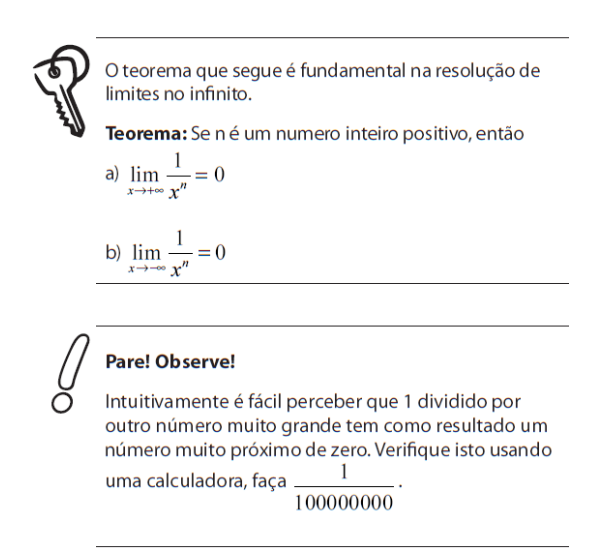 O teorema que segue é fundamental na resolução de
limites no infinito.
Teorema: Se n é um numero inteiro positivo, então
a) lim x→+∞ 1/xⁿ = 0
b) lim x→−∞ 1/xⁿ = 0
Pare! Observe!
Intuitivamente é fácil perceber que 1 dividido por
outro número muito grande tem como resultado um
número muito próximo de zero. Verifique isto usando
uma calculadora, faça 1/100000000 .